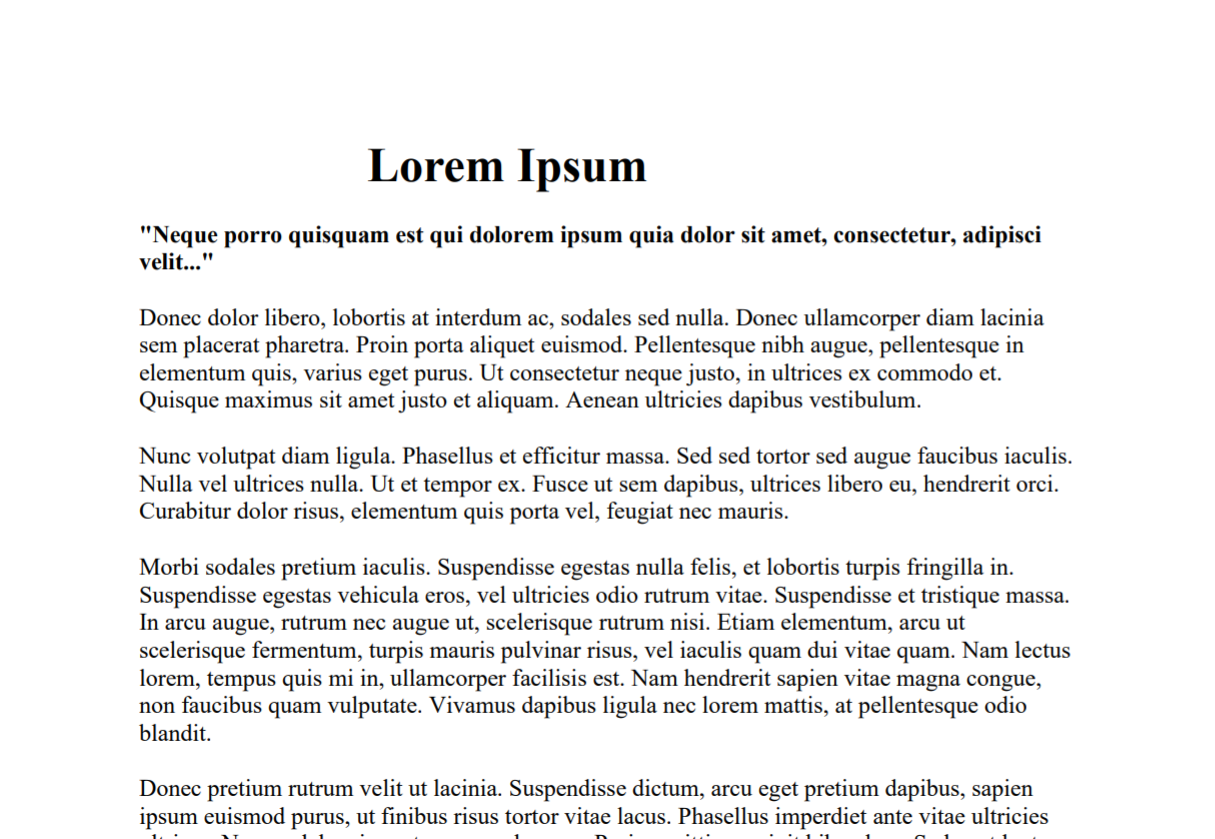 Lorem Ipsum
"Neque porro quisquam est qui dolorem ipsum quia dolor sit amet, consectetur, adipisci
velit..."
Donec dolor libero, lobortis at interdum ac, sodales sed nulla. Donec ullamcorper diam lacinia
sem placerat pharetra. Proin porta aliquet euismod. Pellentesque nibh augue, pellentesque in
elementum quis, varius eget purus. Ut consectetur neque justo, in ultrices ex commodo et.
Quisque maximus sit amet justo et aliquam. Aenean ultricies dapibus vestibulum.
Nunc volutpat diam ligula. Phasellus et efficitur massa. Sed sed tortor sed augue faucibus iaculis.
Nulla vel ultrices nulla. Ut et tempor ex. Fusce ut sem dapibus, ultrices libero eu, hendrerit orci.
Curabitur dolor risus, elementum quis porta vel, feugiat nec mauris.
Morbi sodales pretium iaculis. Suspendisse egestas nulla felis, et lobortis turpis fringilla in.
Suspendisse egestas vehicula eros, vel ultricies odio rutrum vitae. Suspendisse et tristique massa.
In arcu augue, rutrum nec augue ut, scelerisque rutrum nisi. Etiam elementum, arcu ut
scelerisque fermentum, turpis mauris pulvinar risus, vel iaculis quam dui vitae quam. Nam lectus
lorem, tempus quis mi in, ullamcorper facilisis est. Nam hendrerit sapien vitae magna congue,
non faucibus quam vulputate. Vivamus dapibus ligula nec lorem mattis, at pellentesque odio
blandit.
Donec pretium rutrum velit ut lacinia. Suspendisse dictum, arcu eget pretium dapibus, sapien
ipsum euismod purus, ut finibus risus tortor vitae lacus. Phasellus imperdiet ante vitae ultricies